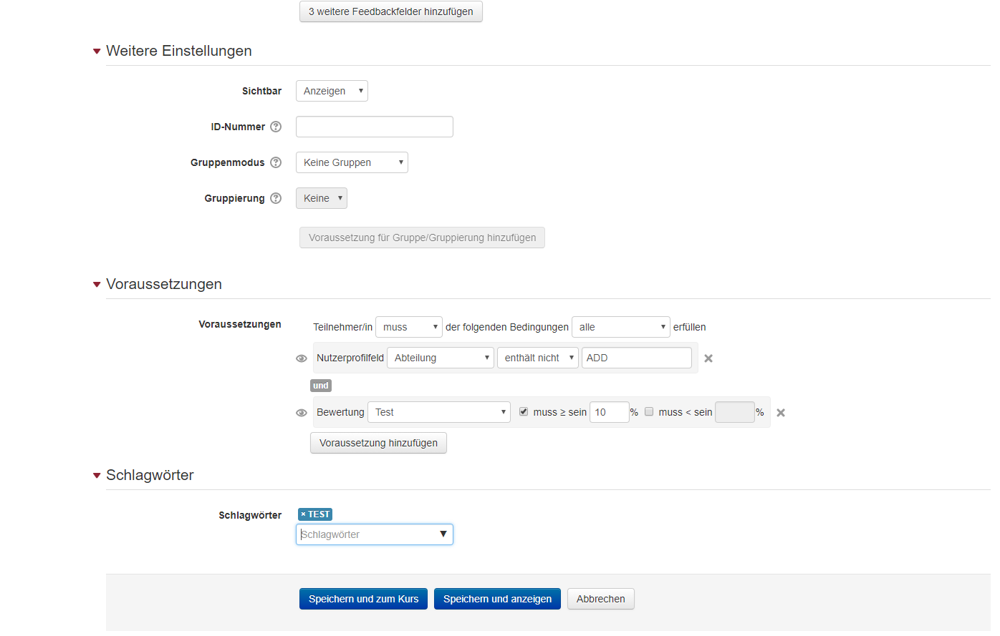 3 weitere Feedbackfelder hinzufügen
Weitere Einstellungen
Sichtbar Anzeigen
ID-Nummer
Gruppenmodus Keine Gruppen
Gruppierung Keine
Voraussetzung für Gruppe/Gruppierung hinzufügen
Voraussetzungen
Voraussetzungen Teilnehmer/in muss der folgenden Bedingungen alle erfüllen
Nutzerprofilfeld Abteilung enthält nicht ADD
und
Bewertung Test muss ≥ sein 10 % muss < sein %
Voraussetzung hinzufügen
Schlagwörter
Schlagwörter × TEST
Schlagwörter
Speichern und zum Kurs Speichern und anzeigen Abbrechen